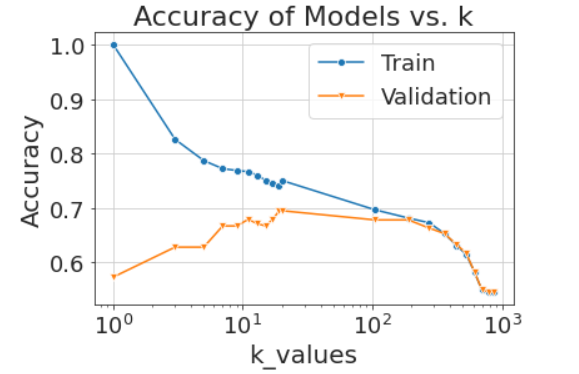 Accuracy of Models vs. k
1.0
0.9
0.8
0.7
0.6
Accuracy
Train
Validation
10⁰
10¹
10²
10³
k_values